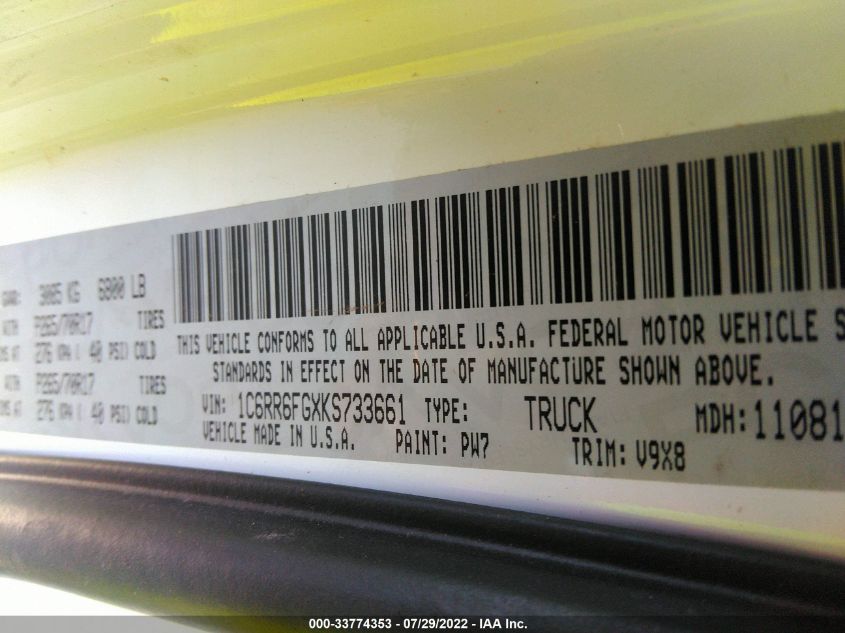 GVWR: 3085 KG 6800 LB
WITH P265/70R17 TIRES
276 KPA ( 40 PSI) COLD
WITH P265/70R17 TIRES
276 KPA ( 40 PSI) COLD
THIS VEHICLE CONFORMS TO ALL APPLICABLE U.S.A. FEDERAL MOTOR VEHICLE S
STANDARDS IN EFFECT ON THE DATE OF MANUFACTURE SHOWN ABOVE.
VIN: 1C6RR6FGXKS733661 TYPE: TRUCK MDH: 11081
VEHICLE MADE IN U.S.A. PAINT: PW7 TRIM: V9X8
000-33774353 - 07/29/2022 - IAA Inc.